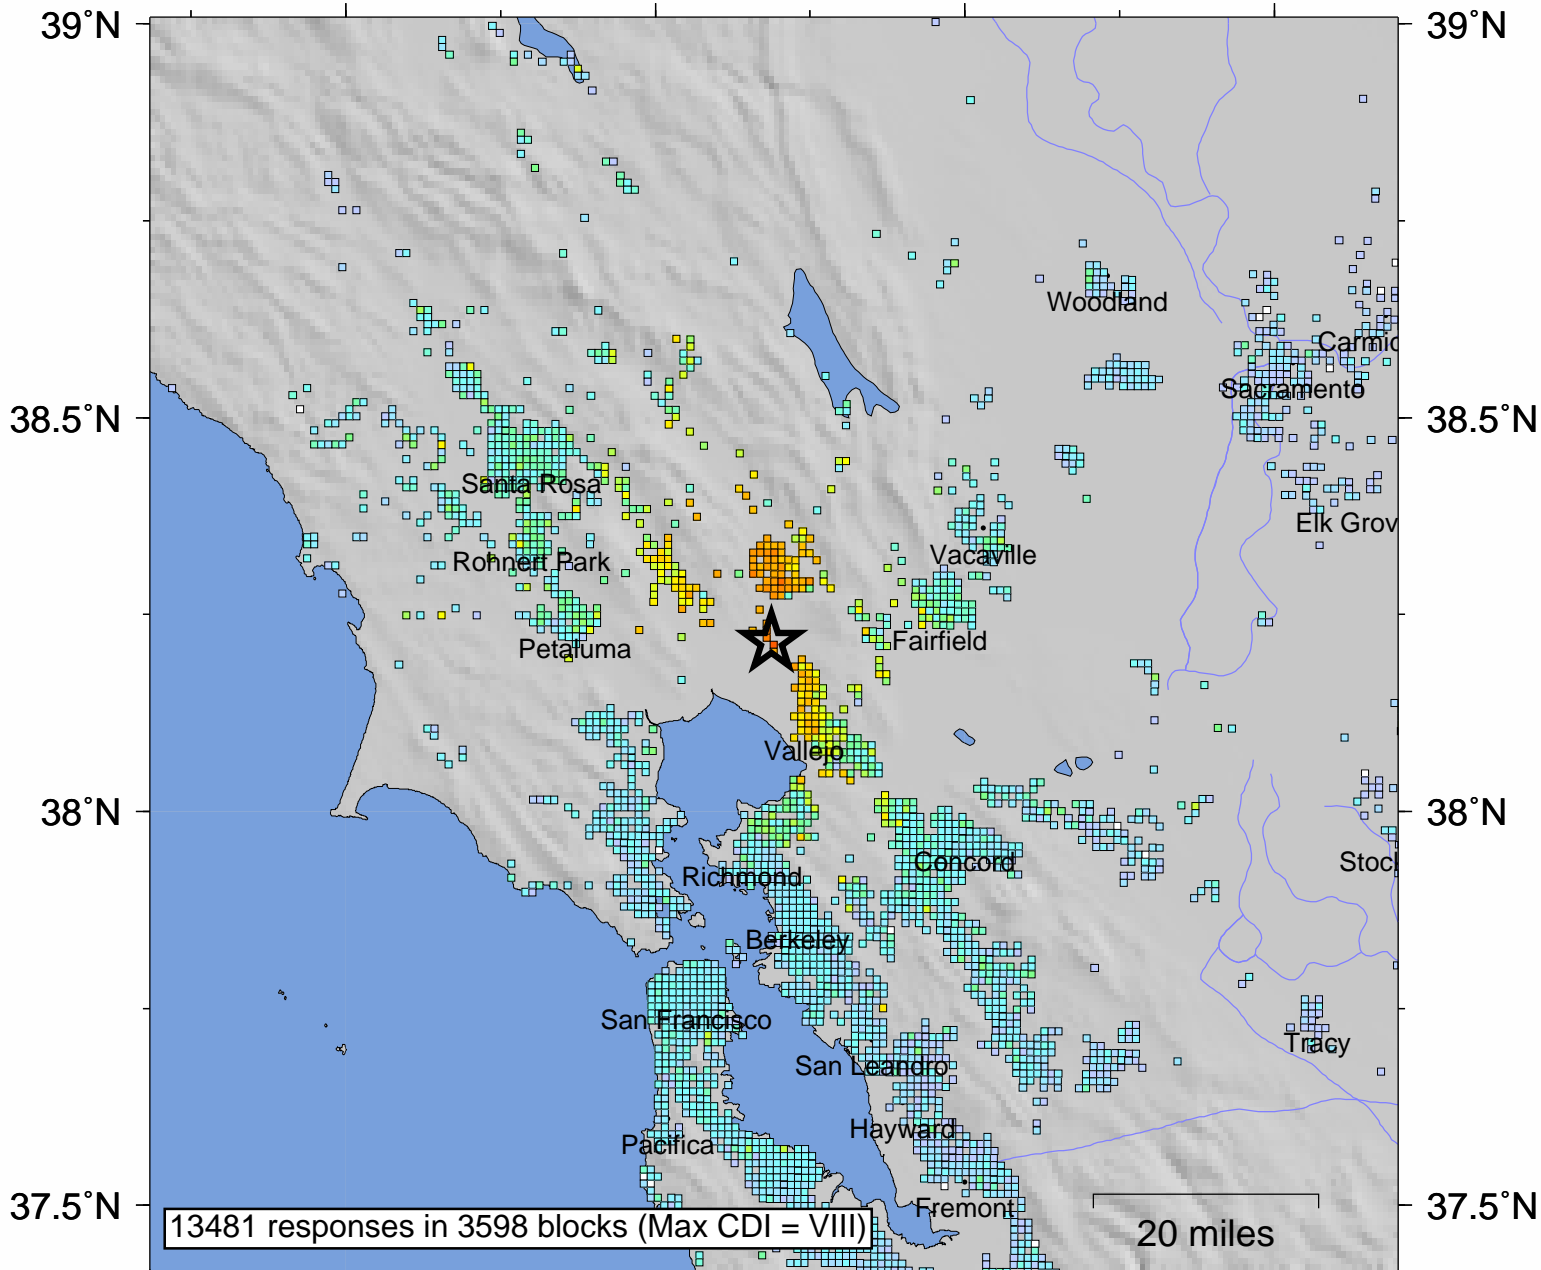 39˚N 39˚N
Woodland
Carmic
Sacramento
38.5˚N 38.5˚N
Santa Rosa
Elk Grov
Vacaville
Rohnert Park
Fairfield
Petaluma
Vallejo
38˚N 38˚N
Concord
Stock
Richmond
Berkeley
San Francisco
Tracy
San Leandro
Hayward
Pacifica
37.5˚N 37.5˚N
Fremont
13481 responses in 3598 blocks (Max CDI = VIII)
20 miles